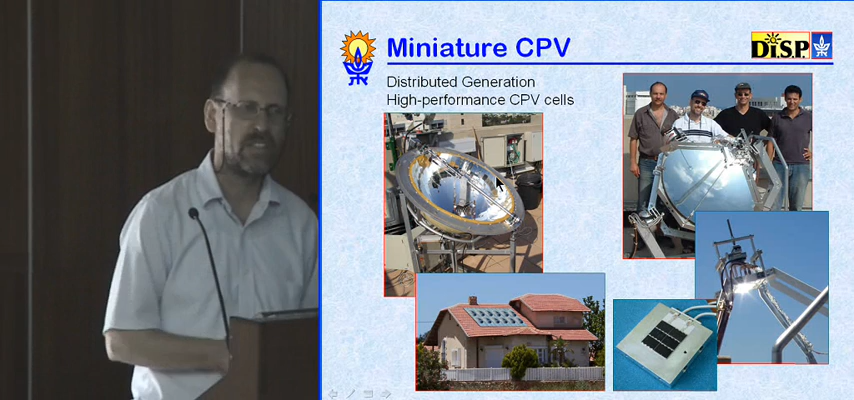 Miniature CPV
DiSP.
Distributed Generation
High-performance CPV cells